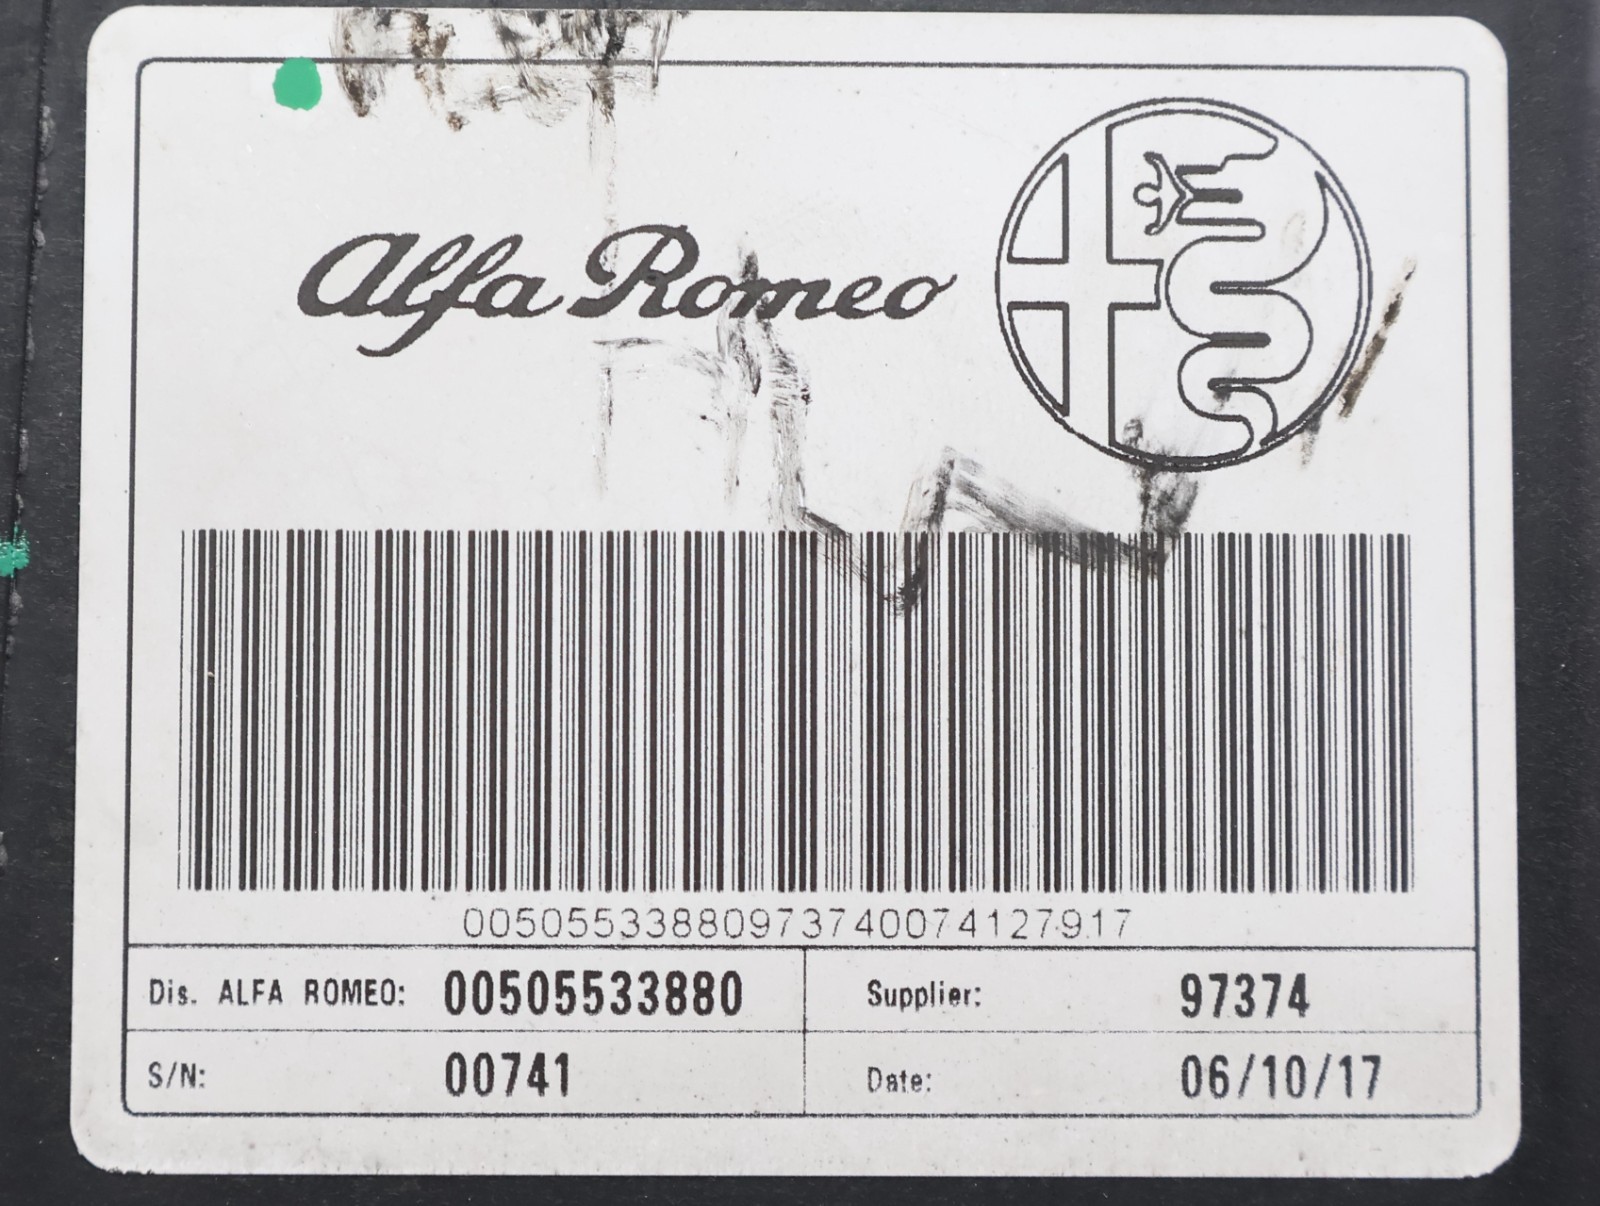 Alfa Romeo
00505533880973740074127917
Dis. ALFA ROMEO: 00505533880 Supplier: 97374
S/N: 00741 Date: 06/10/17